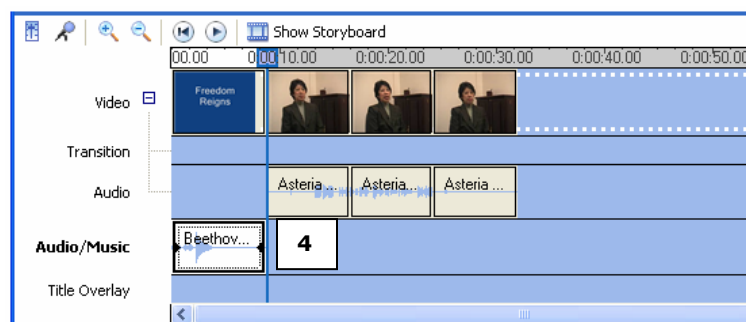 Show Storyboard
00.00 0:00:10.00 0:00:20.00 0:00:30.00 0:00:40.00 0:00:50.00
Video
Freedom
Reigns
Transition
Audio
Asteria ... Asteria... Asteria ...
Audio/Music
Beethov...
4
Title Overlay